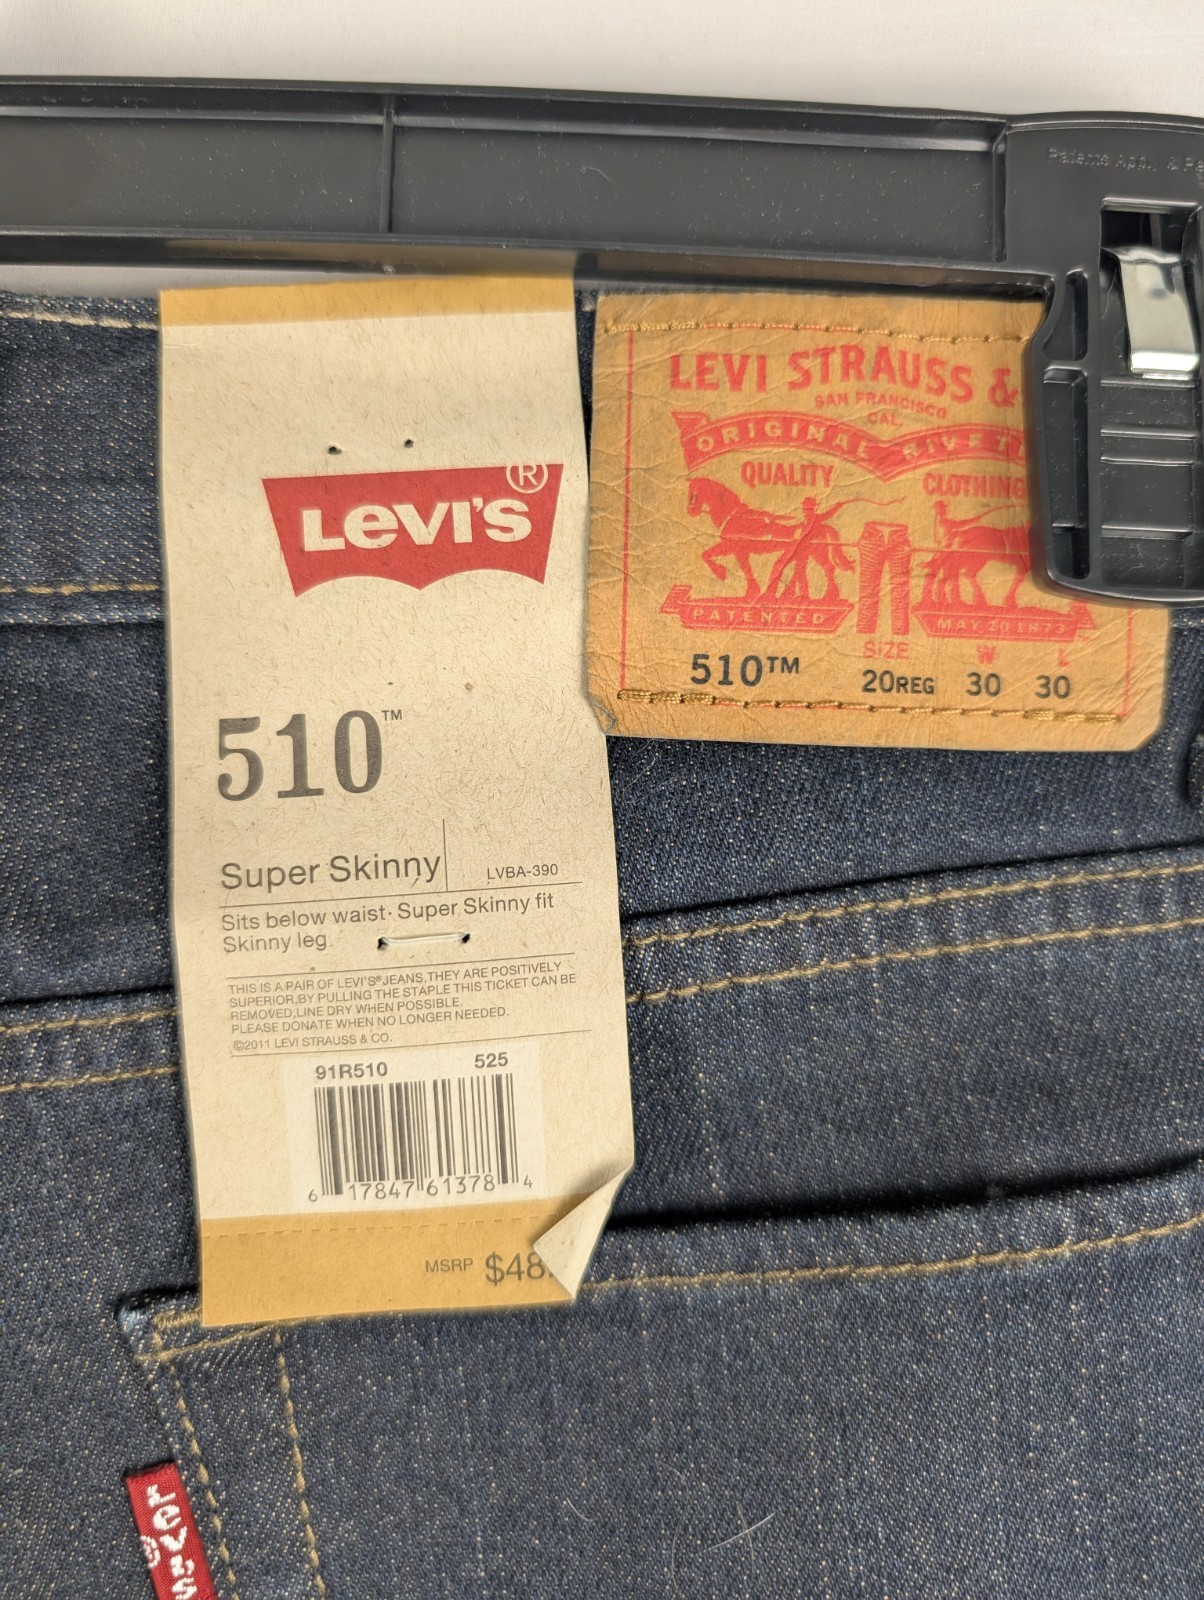 Patents App. & Pa
LEVI'S®
510™
Super Skinny
LVBA-390
Sits below waist· Super Skinny fit
Skinny leg
THIS IS A PAIR OF LEVI'S® JEANS,THEY ARE POSITIVELY
SUPERIOR,BY PULLING THE STAPLE THIS TICKET CAN BE
REMOVED,LINE DRY WHEN POSSIBLE.
PLEASE DONATE WHEN NO LONGER NEEDED.
©2011 LEVI STRAUSS & CO.
91R510 525
6 17847 61378 4
MSRP $48.
LEVI STRAUSS &
SAN FRANCISCO
CAL.
ORIGINAL RIVET
QUALITY CLOTHING
PATENTED MAY 20 1873
SIZE W L
510™ 20REG 30 30
Levi's
®